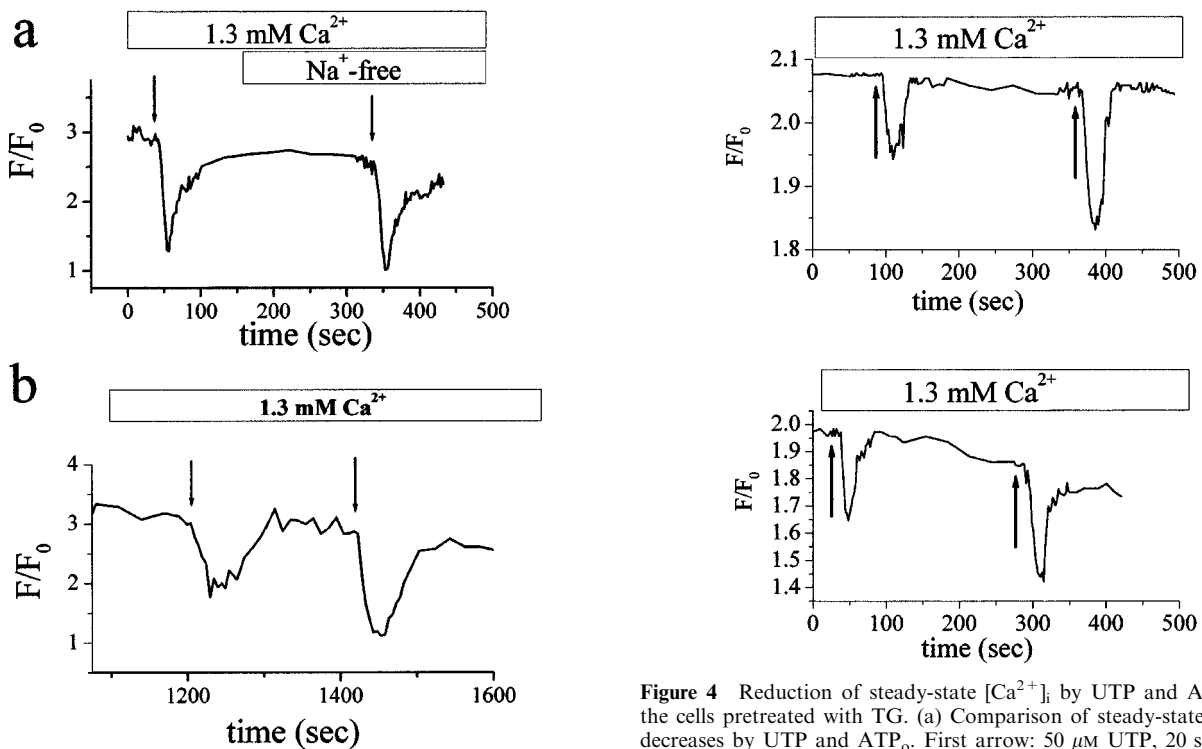 a
1.3 mM Ca²⁺
Na⁺-free
F/F₀
3
2
1
0 100 200 300 400 500
time (sec)
b
1.3 mM Ca²⁺
F/F₀
4
3
2
1
1200 1400 1600
time (sec)
1.3 mM Ca²⁺
F/F₀
2.1
2.0
1.9
1.8
0 100 200 300 400 500
time (sec)
1.3 mM Ca²⁺
F/F₀
2.0
1.9
1.8
1.7
1.6
1.5
1.4
0 100 200 300 400 500
time (sec)
Figure 4 Reduction of steady-state [Ca²⁺]ᵢ by UTP and A
the cells pretreated with TG. (a) Comparison of steady-state
decreases by UTP and ATPₒ. First arrow: 50 μM UTP, 20 s